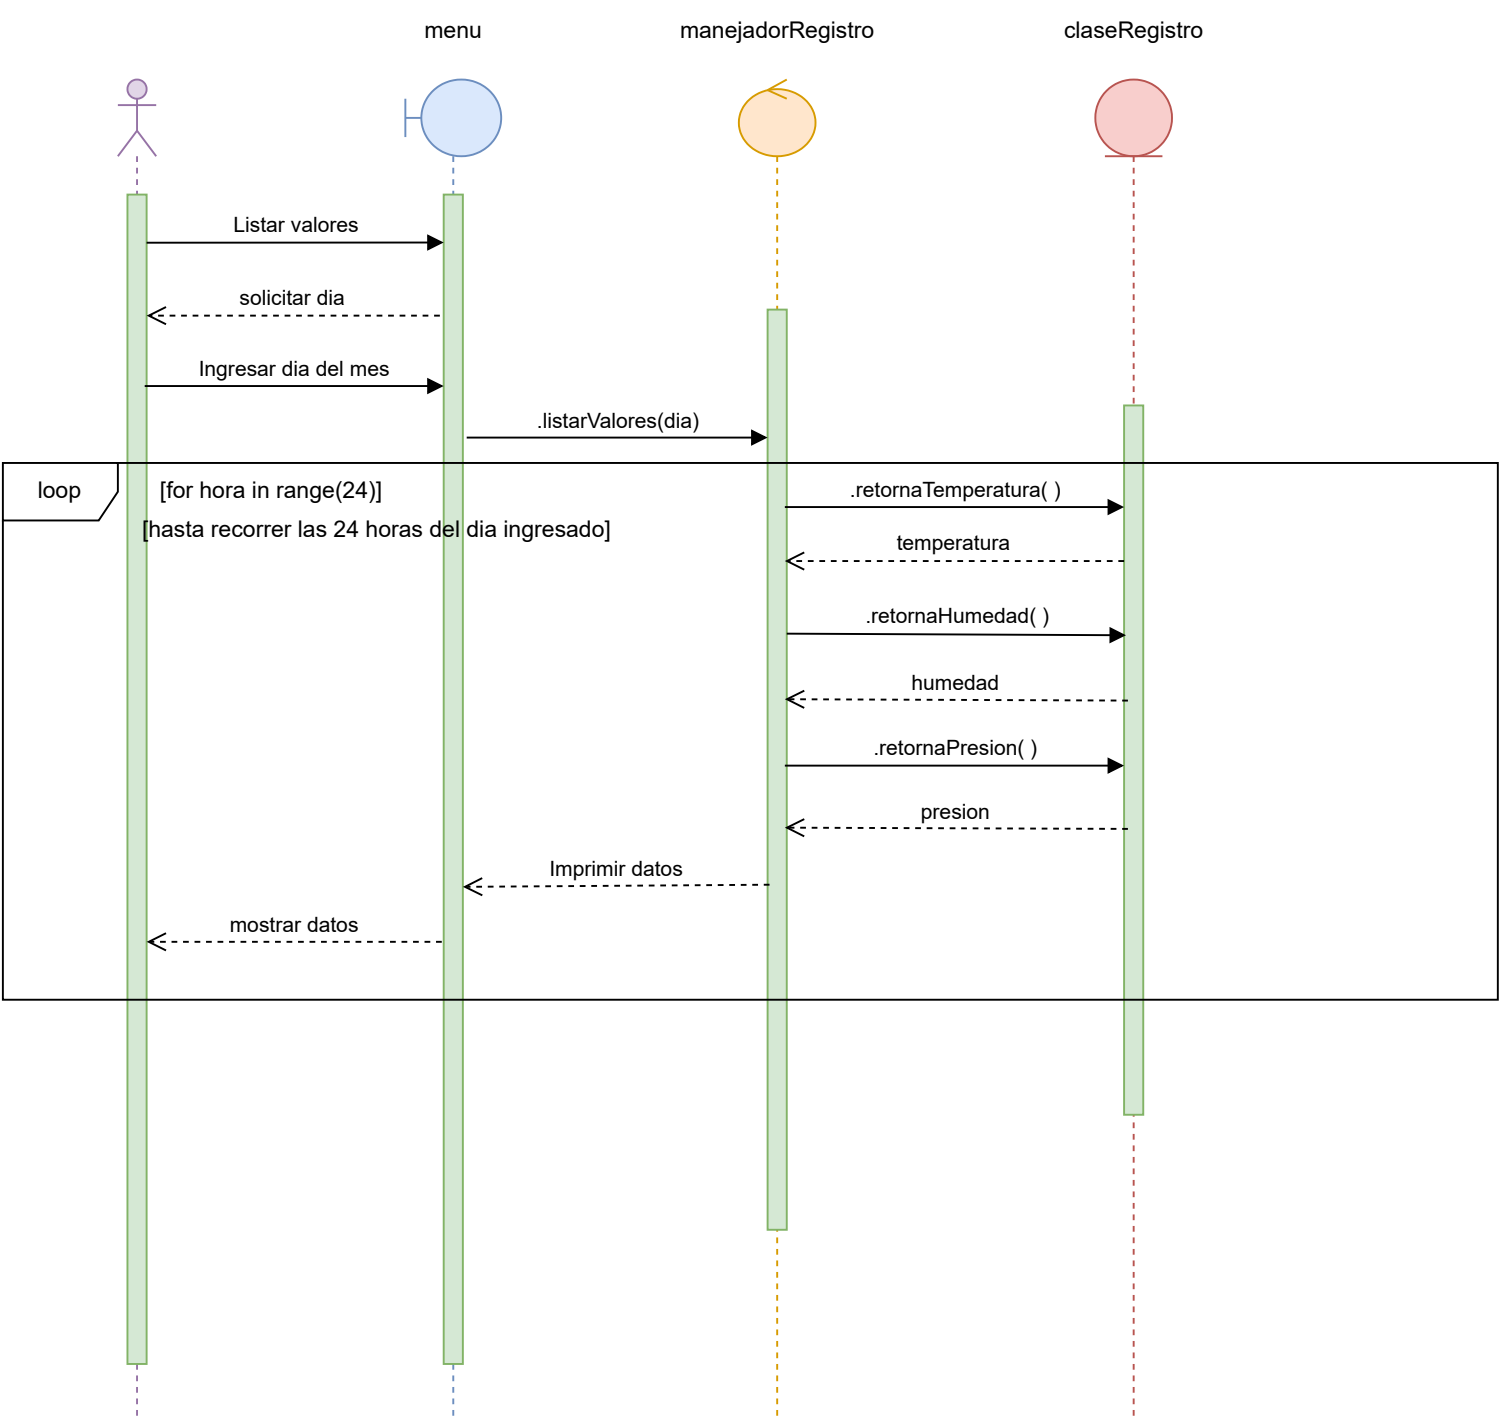 menu
manejadorRegistro
claseRegistro
Listar valores
solicitar dia
Ingresar dia del mes
.listarValores(dia)
loop
[for hora in range(24)]
[hasta recorrer las 24 horas del dia ingresado]
.retornaTemperatura( )
temperatura
.retornaHumedad( )
humedad
.retornaPresion( )
presion
Imprimir datos
mostrar datos